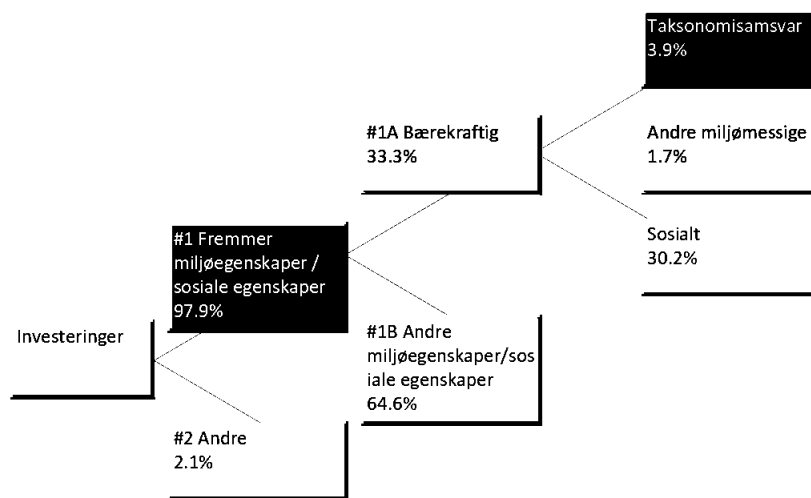 Taksonomisamsvar
3.9%
#1A Bærekraftig
33.3%
Andre miljømessige
1.7%
#1 Fremmer
miljøegenskaper /
sosiale egenskaper
97.9%
Sosialt
30.2%
Investeringer
#1B Andre
miljøegenskaper/sos
iale egenskaper
64.6%
#2 Andre
2.1%